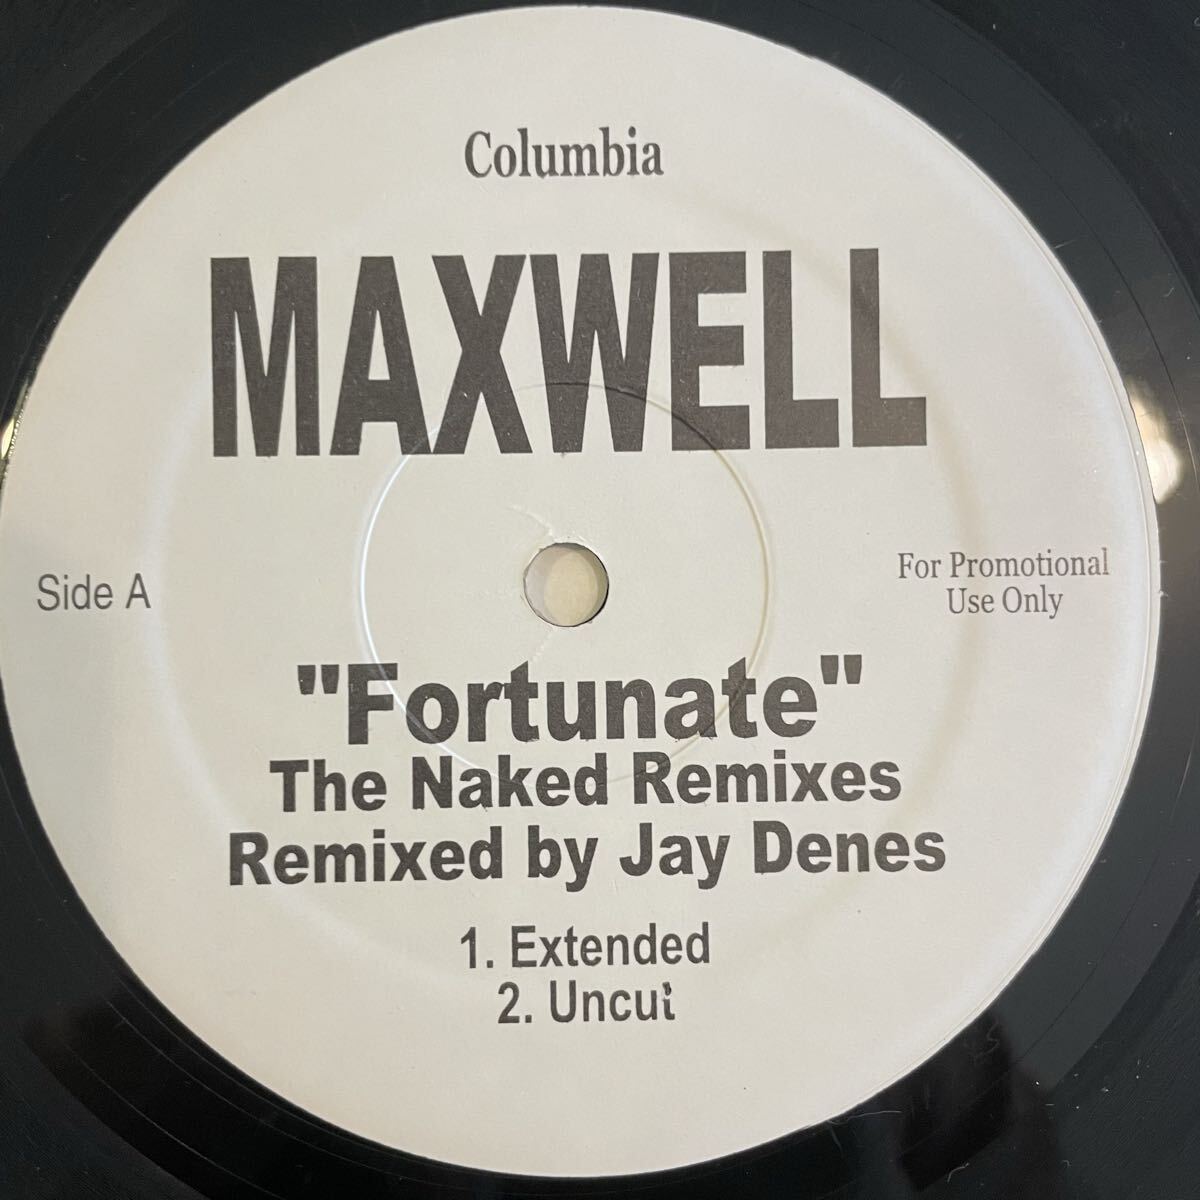 Columbia
MAXWELL
Side A
For Promotional
Use Only
"Fortunate"
The Naked Remixes
Remixed by Jay Denes
1. Extended
2. Uncut